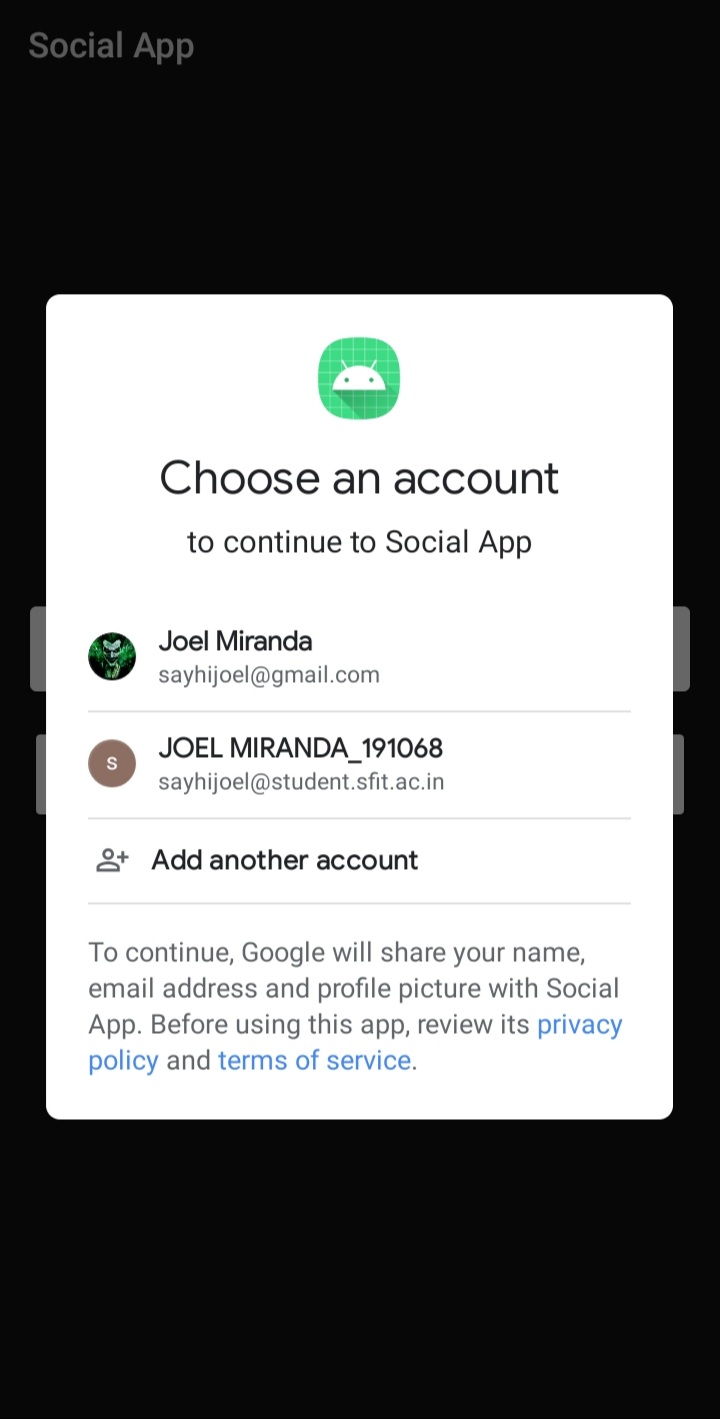 Social App
Choose an account
to continue to Social App
Joel Miranda
sayhijoel@gmail.com
S
JOEL MIRANDA_191068
sayhijoel@student.sfit.ac.in
Add another account
To continue, Google will share your name,
email address and profile picture with Social
App. Before using this app, review its privacy
policy and terms of service.